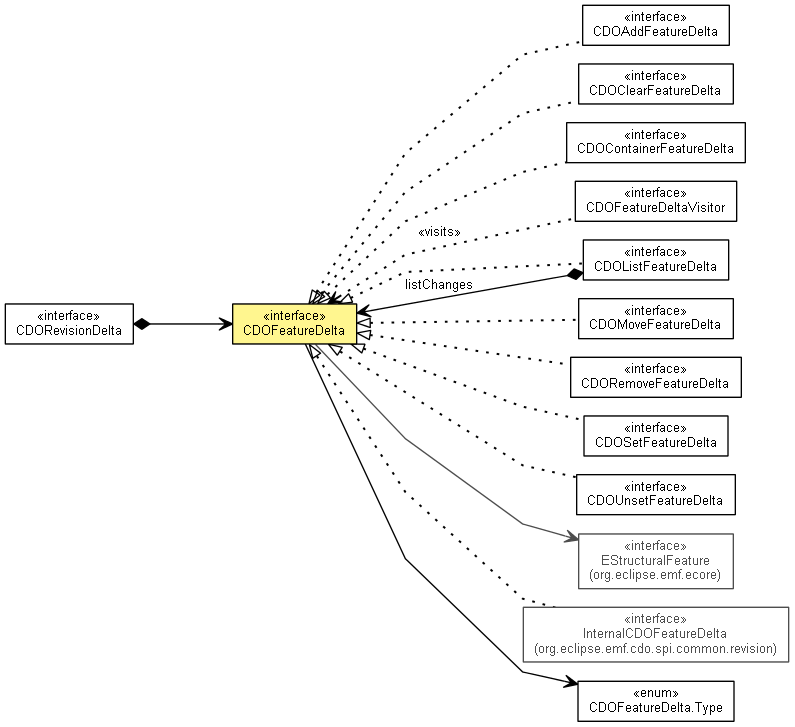 «interface»
CDOAddFeatureDelta
«interface»
CDOClearFeatureDelta
«interface»
CDOContainerFeatureDelta
«interface»
CDOFeatureDeltaVisitor
«visits»
«interface»
CDOListFeatureDelta
listChanges
«interface»
CDORevisionDelta
«interface»
CDOFeatureDelta
«interface»
CDOMoveFeatureDelta
«interface»
CDORemoveFeatureDelta
«interface»
CDOSetFeatureDelta
«interface»
CDOUnsetFeatureDelta
«interface»
EStructuralFeature
(org.eclipse.emf.ecore)
«interface»
InternalCDOFeatureDelta
(org.eclipse.emf.cdo.spi.common.revision)
«enum»
CDOFeatureDelta.Type